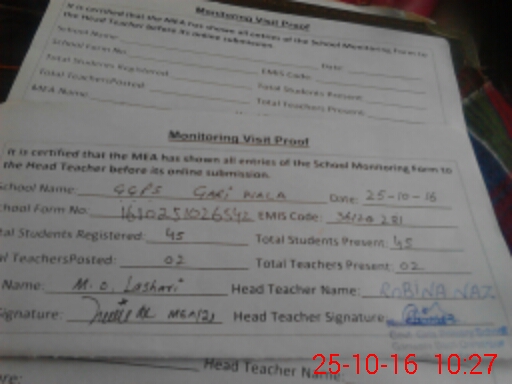 Monitoring Visit Proof
It is certified that the MEA has shown all entries of the School Monitoring Form to
the Head Teacher before its online submission.
School Name: Date:
School Form No:
Total Students Registered: EMIS Code:
Total TeachersPosted: Total Students Present:
MEA Name: Total Teachers Present:
Monitoring Visit Proof
It is certified that the MEA has shown all entries of the School Monitoring Form to
the Head Teacher before its online submission.
School Name: GGPS GARI WALA Date: 25-10-16
School Form No: EMIS Code:
Total Students Registered: 45 Total Students Present: 45
Total TeachersPosted: 02 Total Teachers Present: 02
Name: M.O. Lashari Head Teacher Name: RUBINA NAZ
Signature: Head Teacher Signature:
Head Teacher Name:
25-10-16 10:27